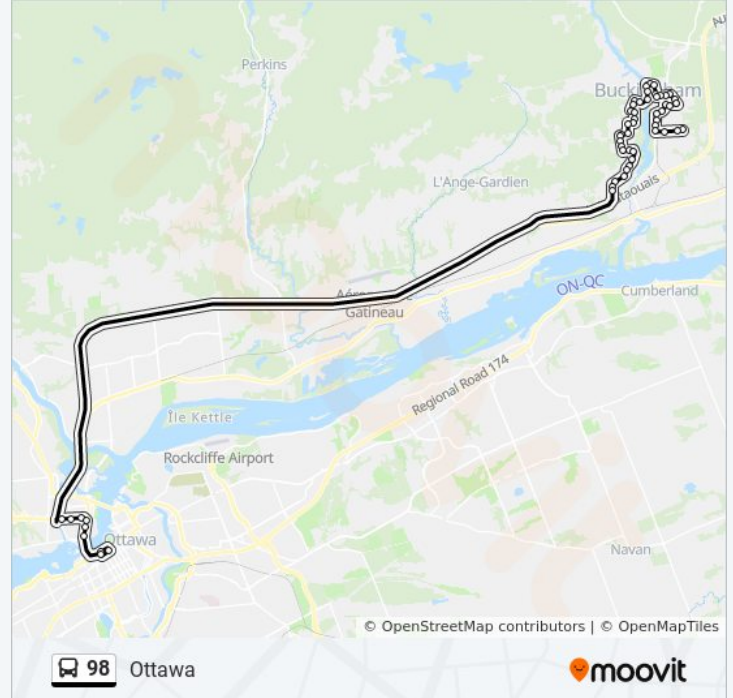 Perkins
Buckingham
L'Ange-Gardien
taouais
ON-QC
Cumberland
Gatineau
Regional Road 174
Île Kettle
Rockcliffe Airport
Ottawa
Navan
© OpenStreetMap contributors | © OpenMapTiles
98 Ottawa
moovit